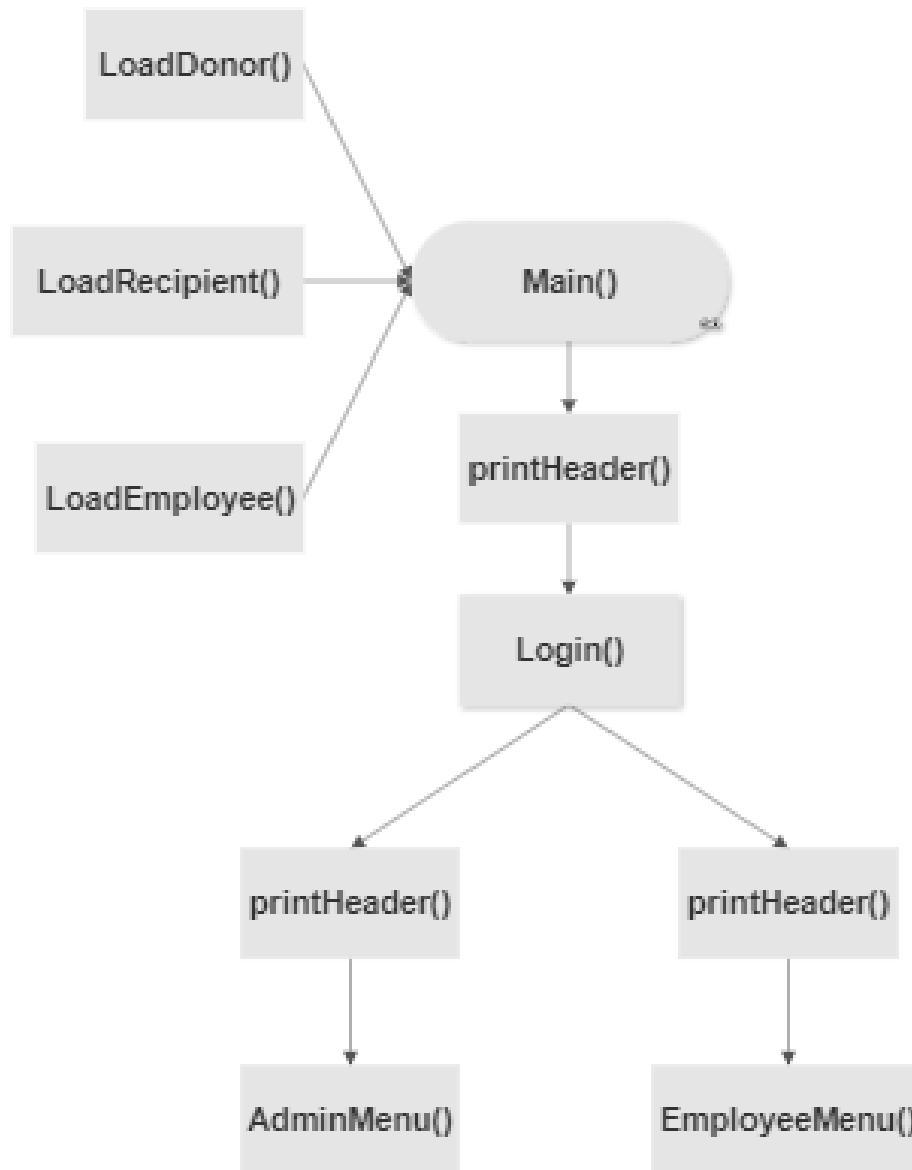 LoadDonor()
LoadRecipient()
Main()
LoadEmployee()
printHeader()
Login()
printHeader()
printHeader()
AdminMenu()
EmployeeMenu()